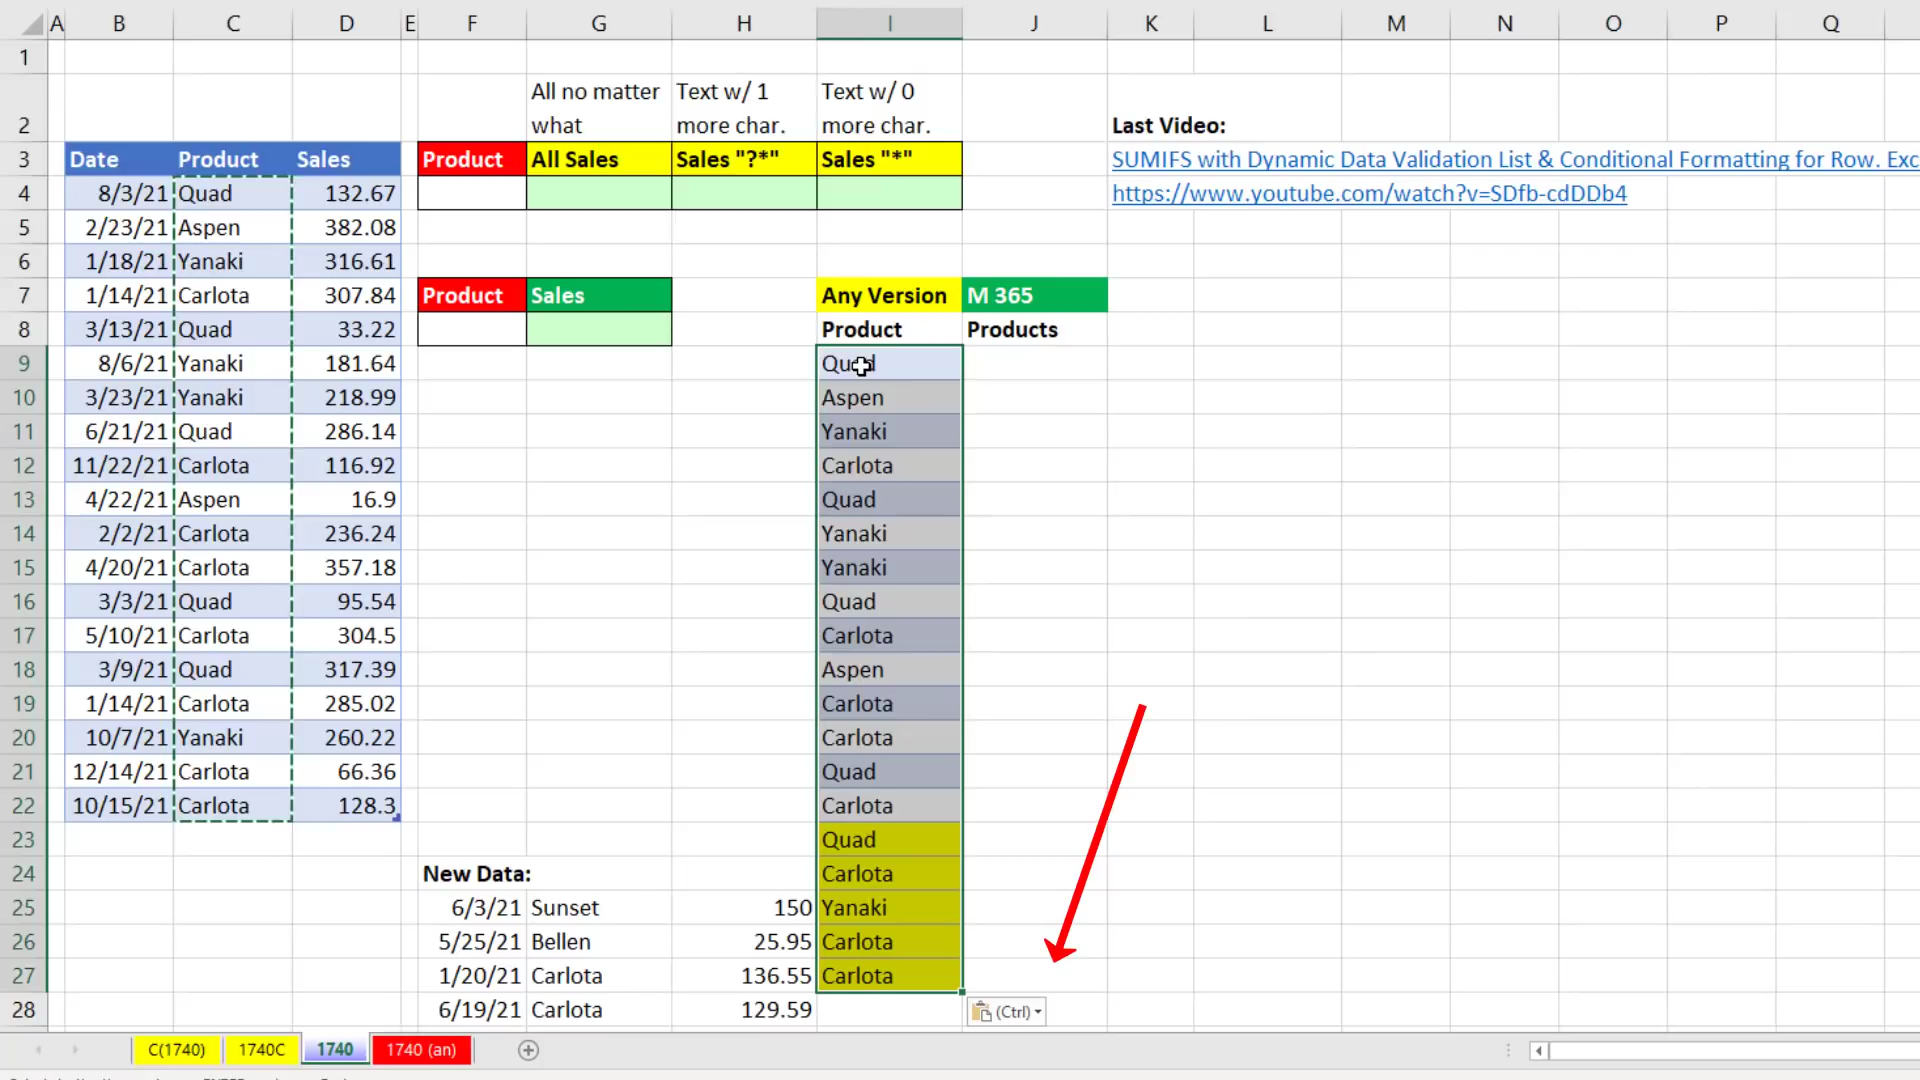 A B C D E F G H I J K L M N O P Q
1
All no matter Text w/ 1 Text w/ 0
2 what more char. more char. Last Video:
3 Date Product Sales Product All Sales Sales "?*" Sales "*" SUMIFS with Dynamic Data Validation List & Conditional Formatting for Row. Exc
4 8/3/21 Quad 132.67 https://www.youtube.com/watch?v=SDfb-cdDDb4
5 2/23/21 Aspen 382.08
6 1/18/21 Yanaki 316.61
7 1/14/21 Carlota 307.84 Product Sales Any Version M 365
8 3/13/21 Quad 33.22 Product Products
9 8/6/21 Yanaki 181.64 Quad
10 3/23/21 Yanaki 218.99 Aspen
11 6/21/21 Quad 286.14 Yanaki
12 11/22/21 Carlota 116.92 Carlota
13 4/22/21 Aspen 16.9 Quad
14 2/2/21 Carlota 236.24 Yanaki
15 4/20/21 Carlota 357.18 Yanaki
16 3/3/21 Quad 95.54 Quad
17 5/10/21 Carlota 304.5 Carlota
18 3/9/21 Quad 317.39 Aspen
19 1/14/21 Carlota 285.02 Carlota
20 10/7/21 Yanaki 260.22 Carlota
21 12/14/21 Carlota 66.36 Quad
22 10/15/21 Carlota 128.3 Carlota
23 Quad
24 New Data: Carlota
25 6/3/21 Sunset 150 Yanaki
26 5/25/21 Bellen 25.95 Carlota
27 1/20/21 Carlota 136.55 Carlota
28 6/19/21 Carlota 129.59 (Ctrl)
C(1740) 1740C 1740 1740 (an)